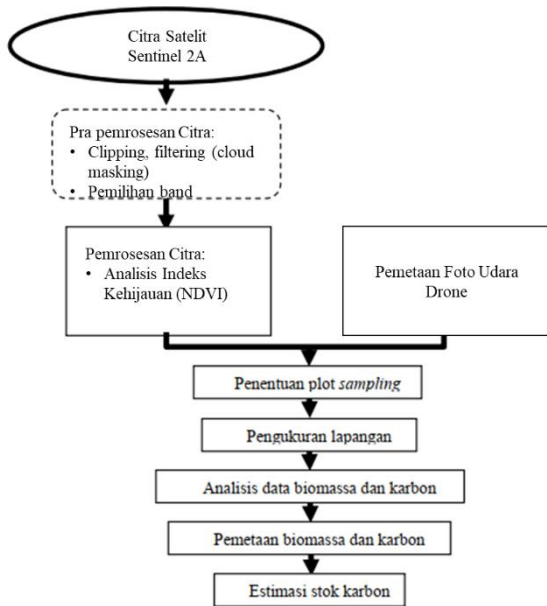 Citra Satelit
Sentinel 2A
Pra pemrosesan Citra:
• Clipping, filtering (cloud
masking)
• Pemilihan band
Pemrosesan Citra:
• Analisis Indeks
Kehijauan (NDVI)
Pemetaan Foto Udara
Drone
Penentuan plot sampling
Pengukuran lapangan
Analisis data biomassa dan karbon
Pemetaan biomassa dan karbon
Estimasi stok karbon